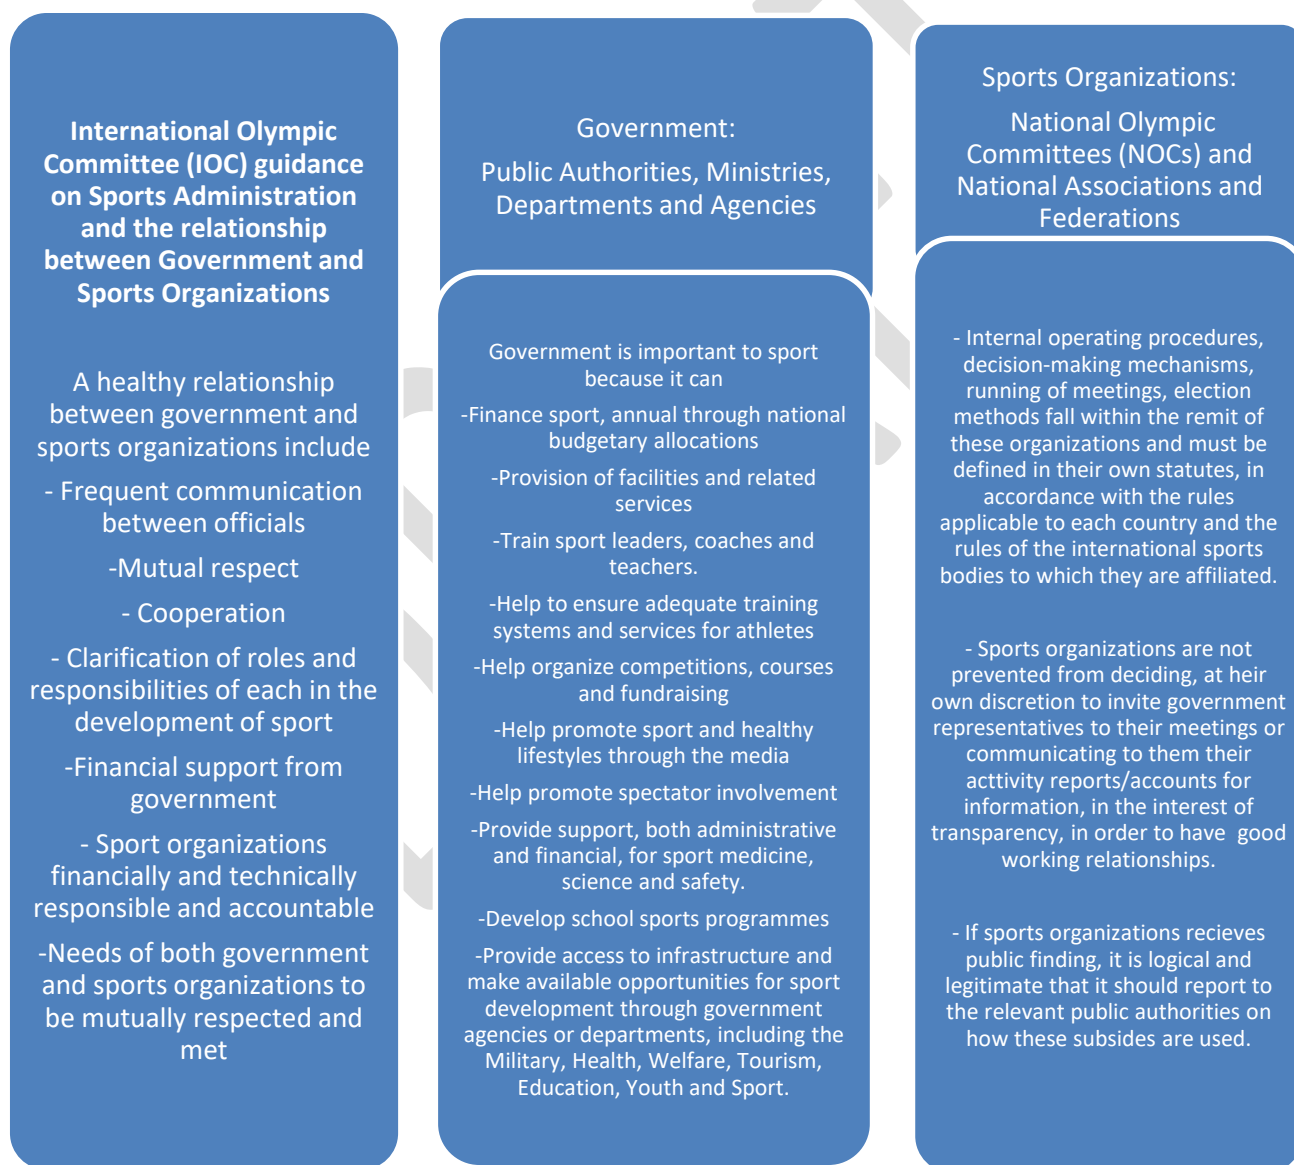 International Olympic
Committee (IOC) guidance
on Sports Administration
and the relationship
between Government and
Sports Organizations
A healthy relationship
between government and
sports organizations include
- Frequent communication
between officials
-Mutual respect
- Cooperation
- Clarification of roles and
responsibilities of each in the
development of sport
-Financial support from
government
- Sport organizations
financially and technically
responsible and accountable
-Needs of both government
and sports organizations to
be mutually respected and
met
Government:
Public Authorities, Ministries,
Departments and Agencies
Government is important to sport
because it can
-Finance sport, annual through national
budgetary allocations
-Provision of facilities and related
services
-Train sport leaders, coaches and
teachers.
-Help to ensure adequate training
systems and services for athletes
-Help organize competitions, courses
and fundraising
-Help promote sport and healthy
lifestyles through the media
-Help promote spectator involvement
-Provide support, both administrative
and financial, for sport medicine,
science and safety.
-Develop school sports programmes
-Provide access to infrastructure and
make available opportunities for sport
development through government
agencies or departments, including the
Military, Health, Welfare, Tourism,
Education, Youth and Sport.
Sports Organizations:
National Olympic
Committees (NOCs) and
National Associations and
Federations
- Internal operating procedures,
decision-making mechanisms,
running of meetings, election
methods fall within the remit of
these organizations and must be
defined in their own statutes, in
accordance with the rules
applicable to each country and the
rules of the international sports
bodies to which they are affiliated.
- Sports organizations are not
prevented from deciding, at heir
own discretion to invite government
representatives to their meetings or
communicating to them their
acttivity reports/accounts for
information, in the interest of
transparency, in order to have  good
working relationships.
- If sports organizations recieves
public finding, it is logical and
legitimate that it should report to
the relevant public authorities on
how these subsides are used.